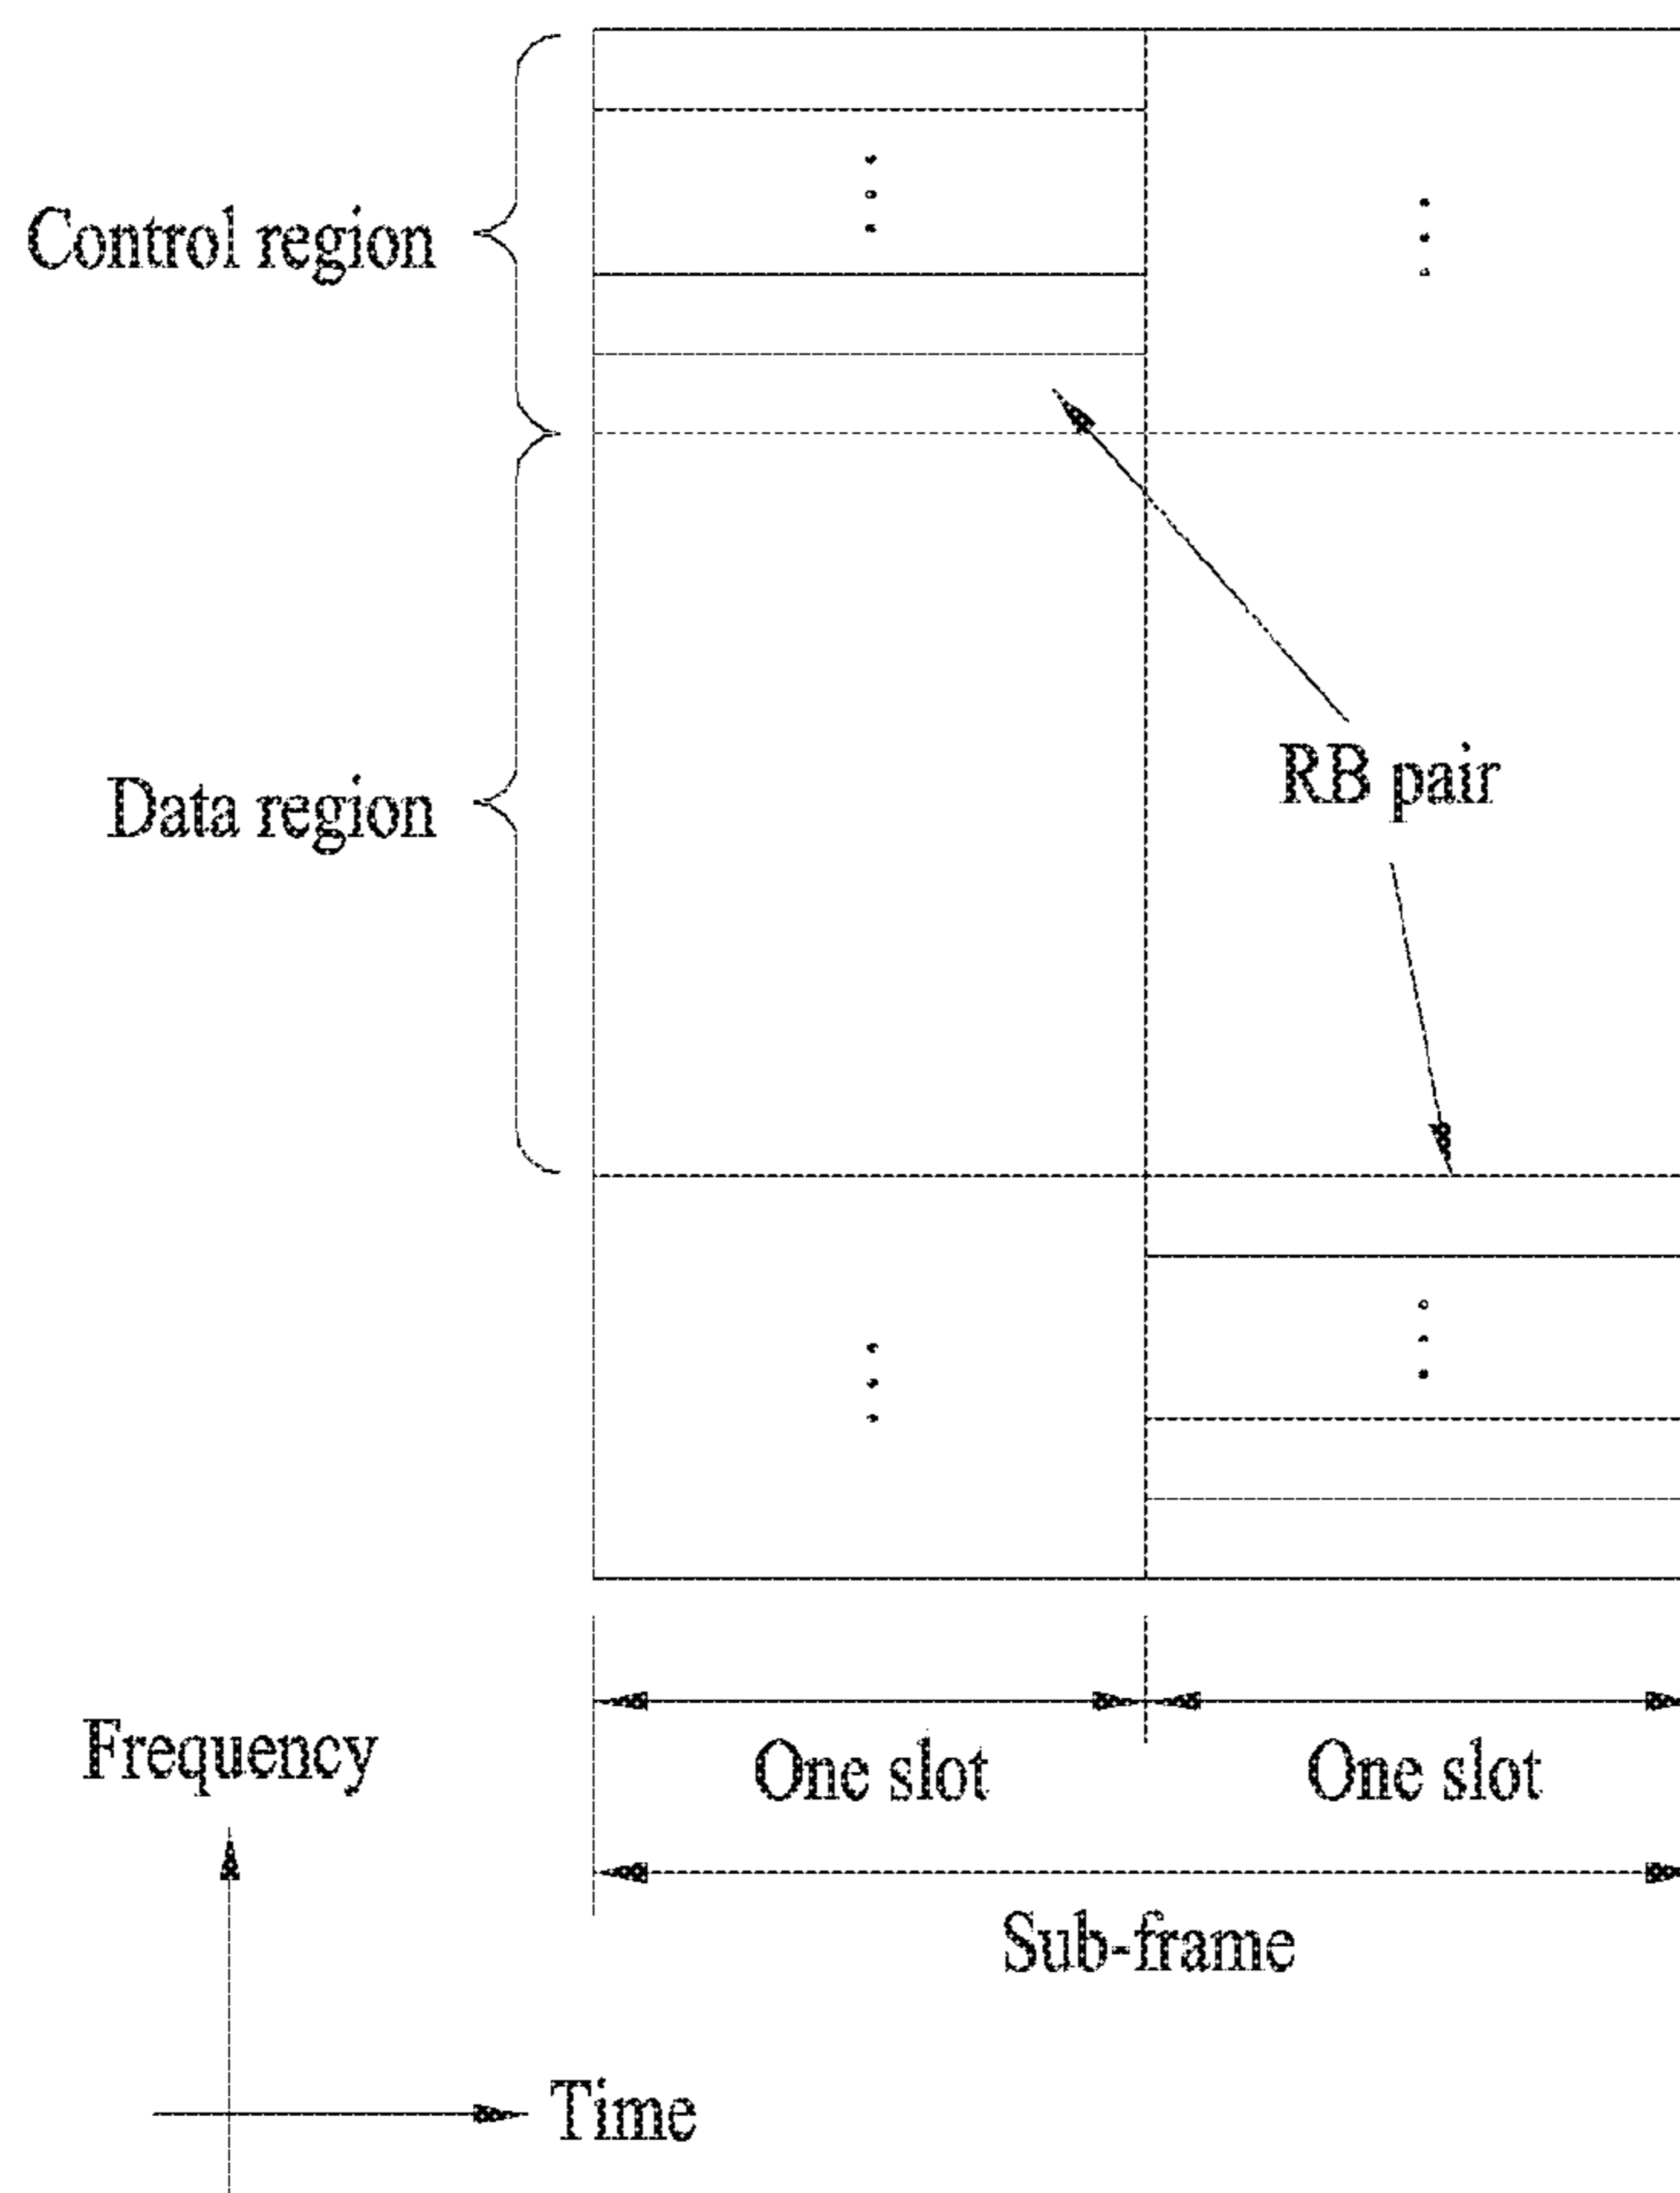 Control region
Data region
RB pair
One slot
One slot
Sub-frame
Frequency
Time